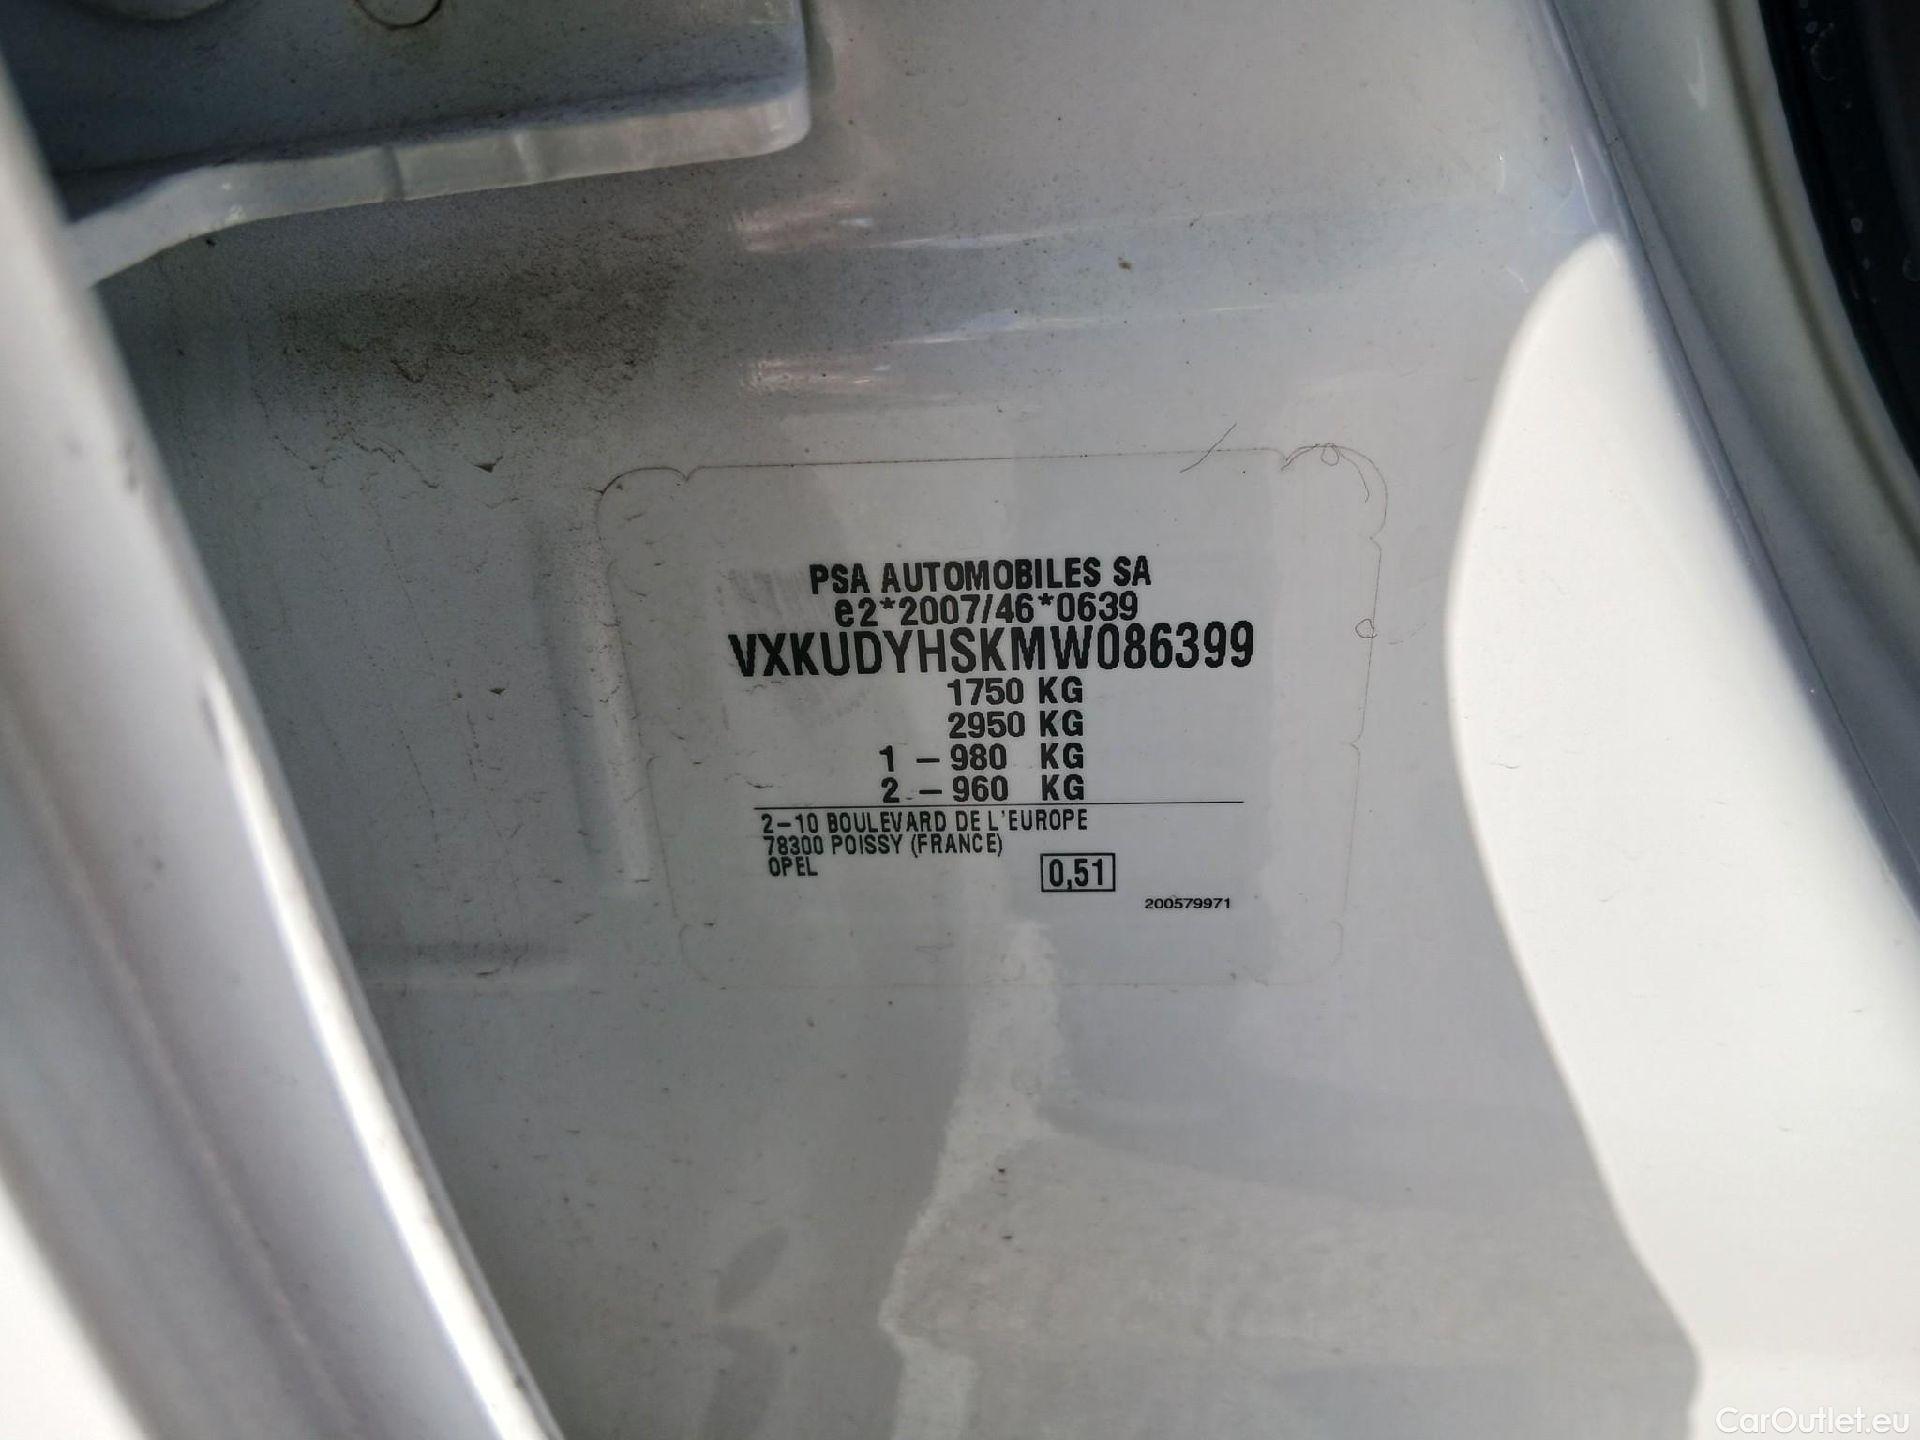 PSA AUTOMOBILES SA
e2*2007/46*0639
VXKUDYHSKMW086399
1750 KG
2950 KG
1 - 980 KG
2 - 960 KG
2-10 BOULEVARD DE L'EUROPE
78300 POISSY (FRANCE)
OPEL
0,51
200579971
CarOutlet.eu